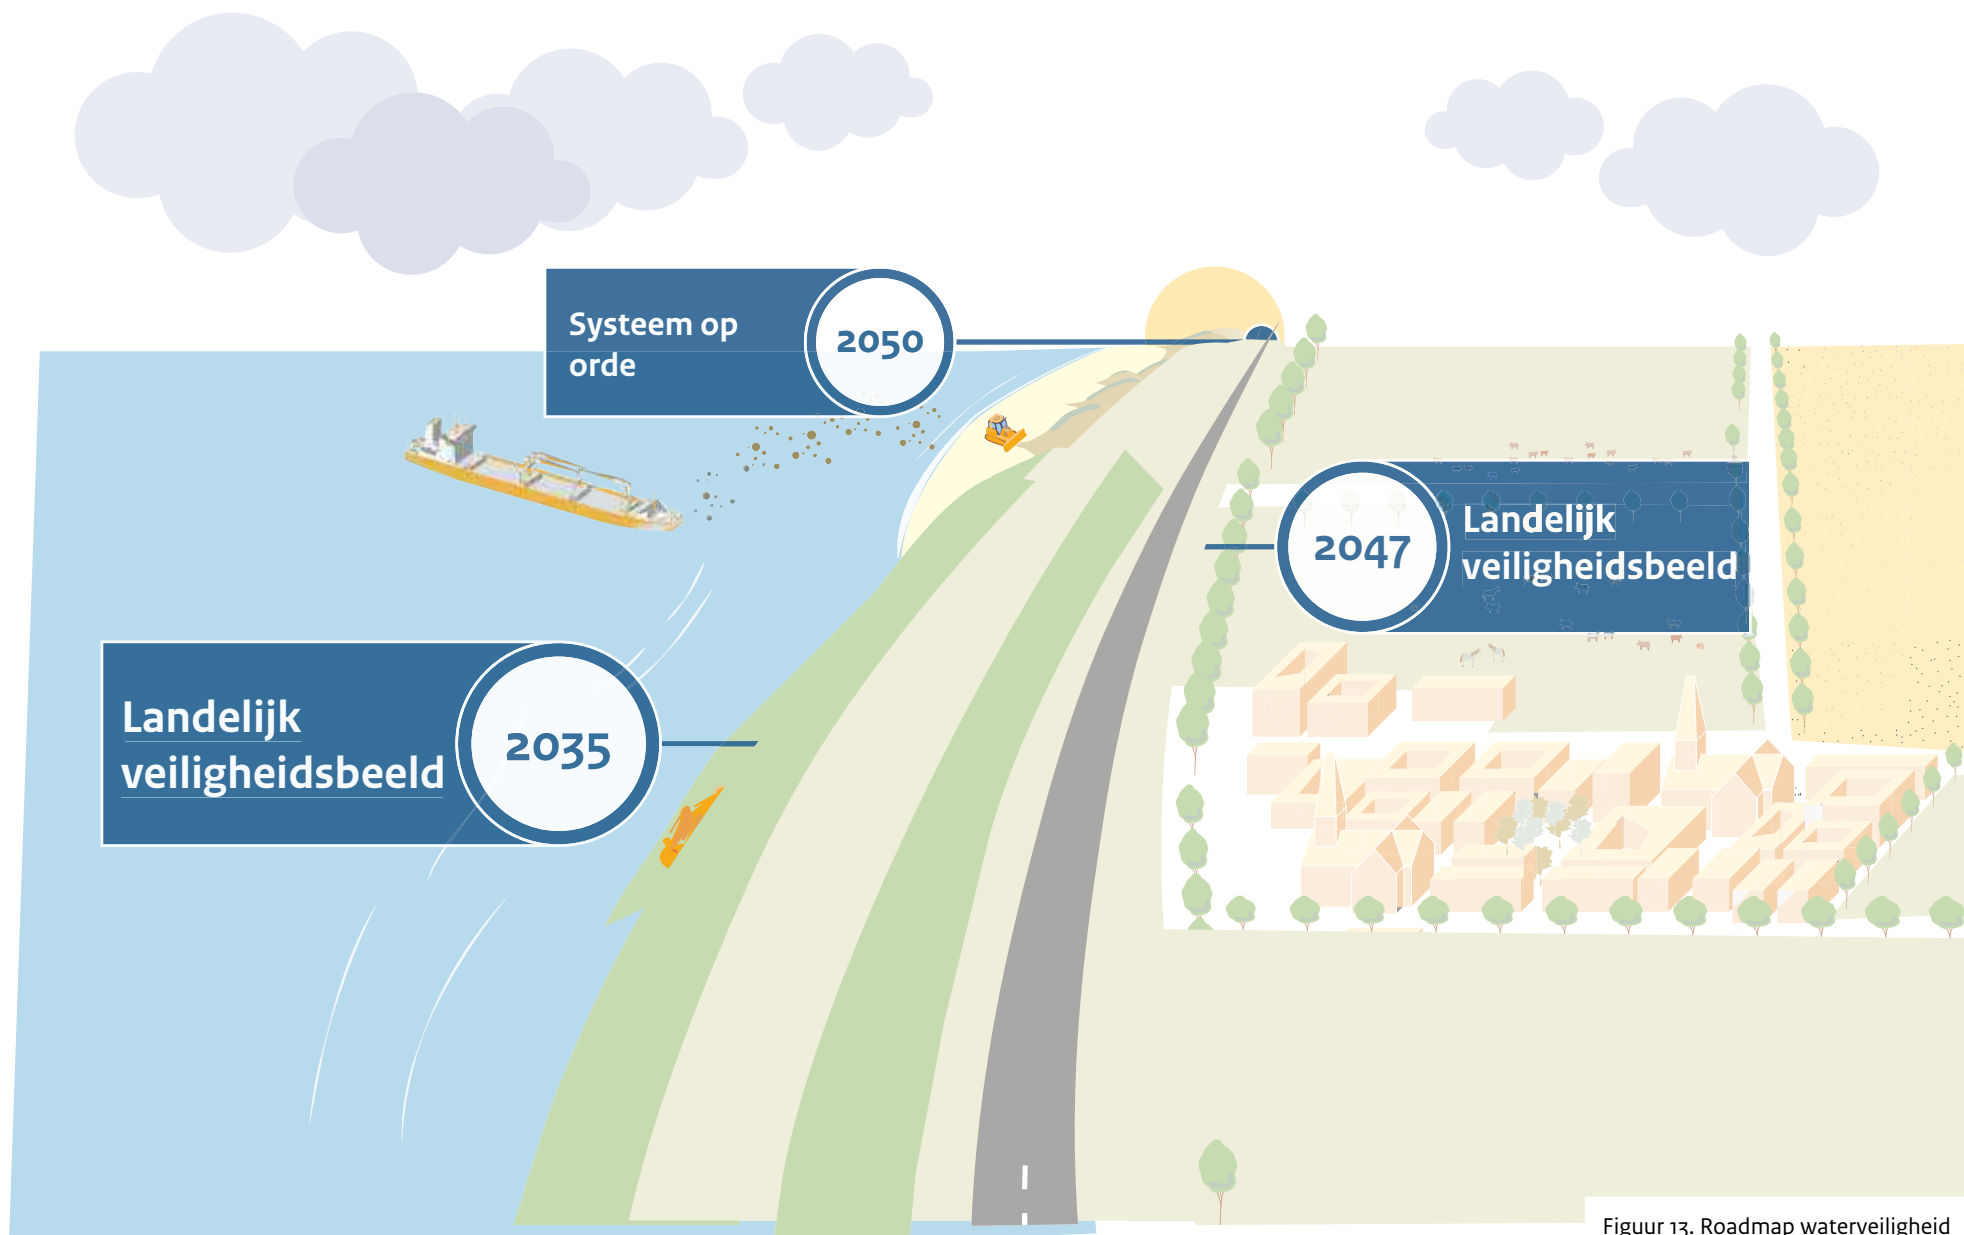 Systeem op
orde
2050
2047
Landelijk
veiligheidsbeeld
Landelijk
veiligheidsbeeld
2035
Figuur 13. Roadmap waterveiligheid